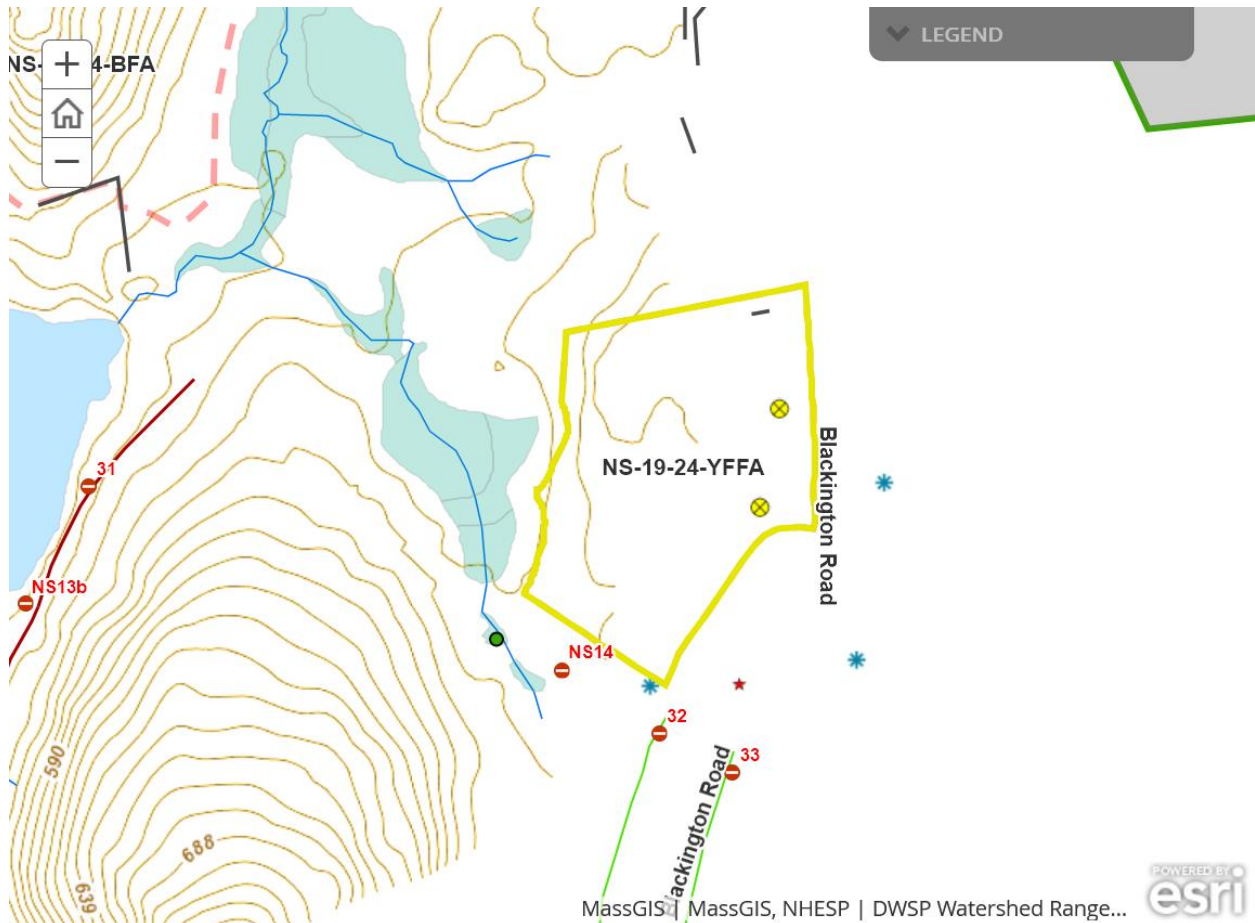 LEGEND
NS-
4-BFA
31
NS-19-24-YFFA
Blackington Road
NS13b
NS14
32
33
Blackington Road
590
688
639
MassGIS | MassGIS, NHESP | DWSP Watershed Range...
POWERED BY
esri